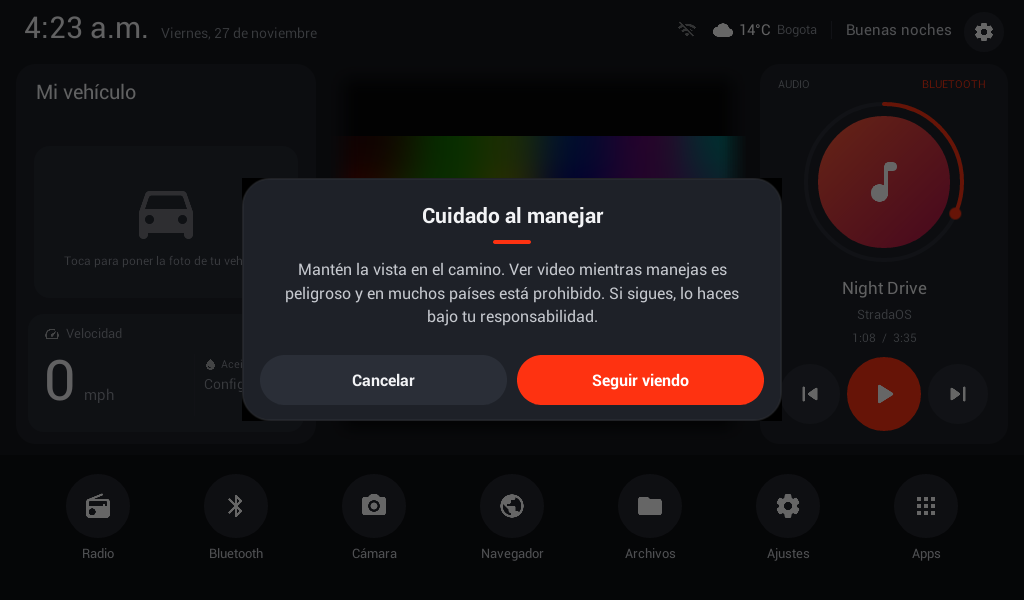 4:23 a.m. Viernes, 27 de noviembre
14°C Bogota Buenas noches
Mi vehículo
AUDIO BLUETOOTH
Toca para poner la foto de tu
Cuidado al manejar
Mantén la vista en el camino. Ver video mientras manejas es
peligroso y en muchos países está prohibido. Si sigues, lo haces
bajo tu responsabilidad.
Cancelar Seguir viendo
Velocidad
0 mph
Night Drive
StradaOS
1:08 / 3:35
Radio Bluetooth Cámara Navegador Archivos Ajustes Apps